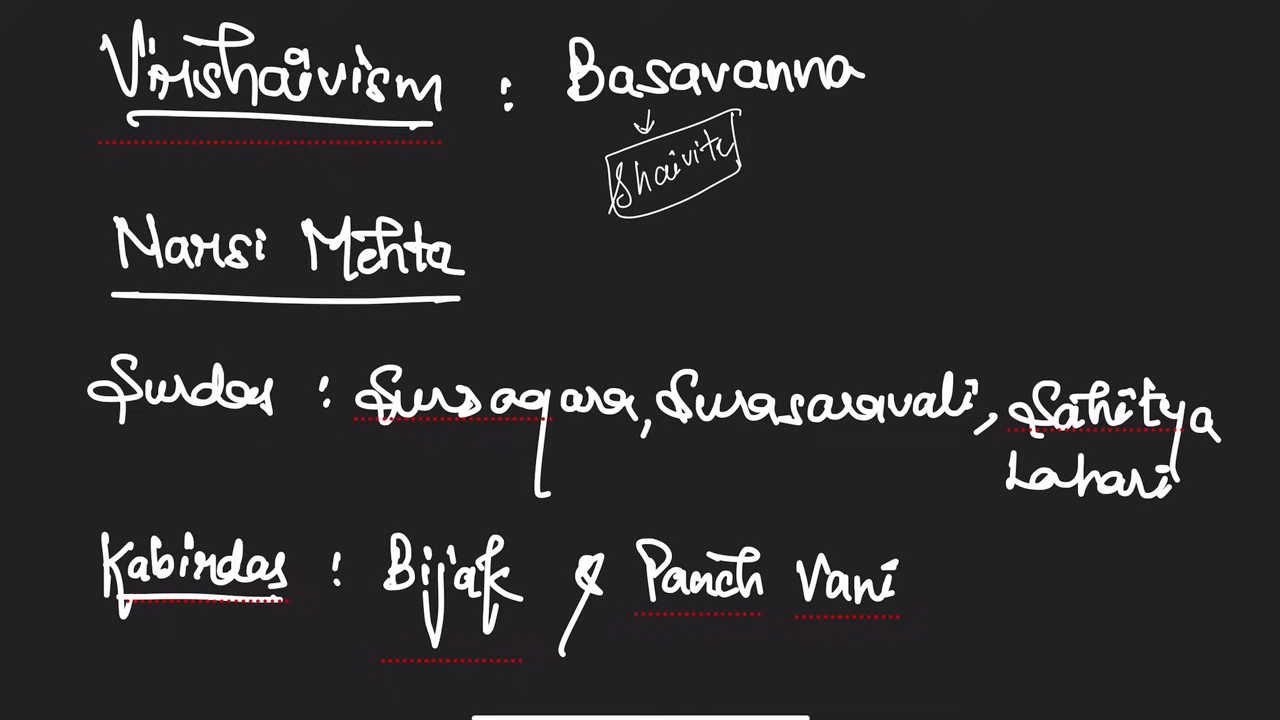 Virshaivism : Basavanna
Shaivite
Narsi Mehta
Surdas : Sursagara, Surasaravali, Sahitya
Lahari
Kabirdas : Bijak & Panch Vani